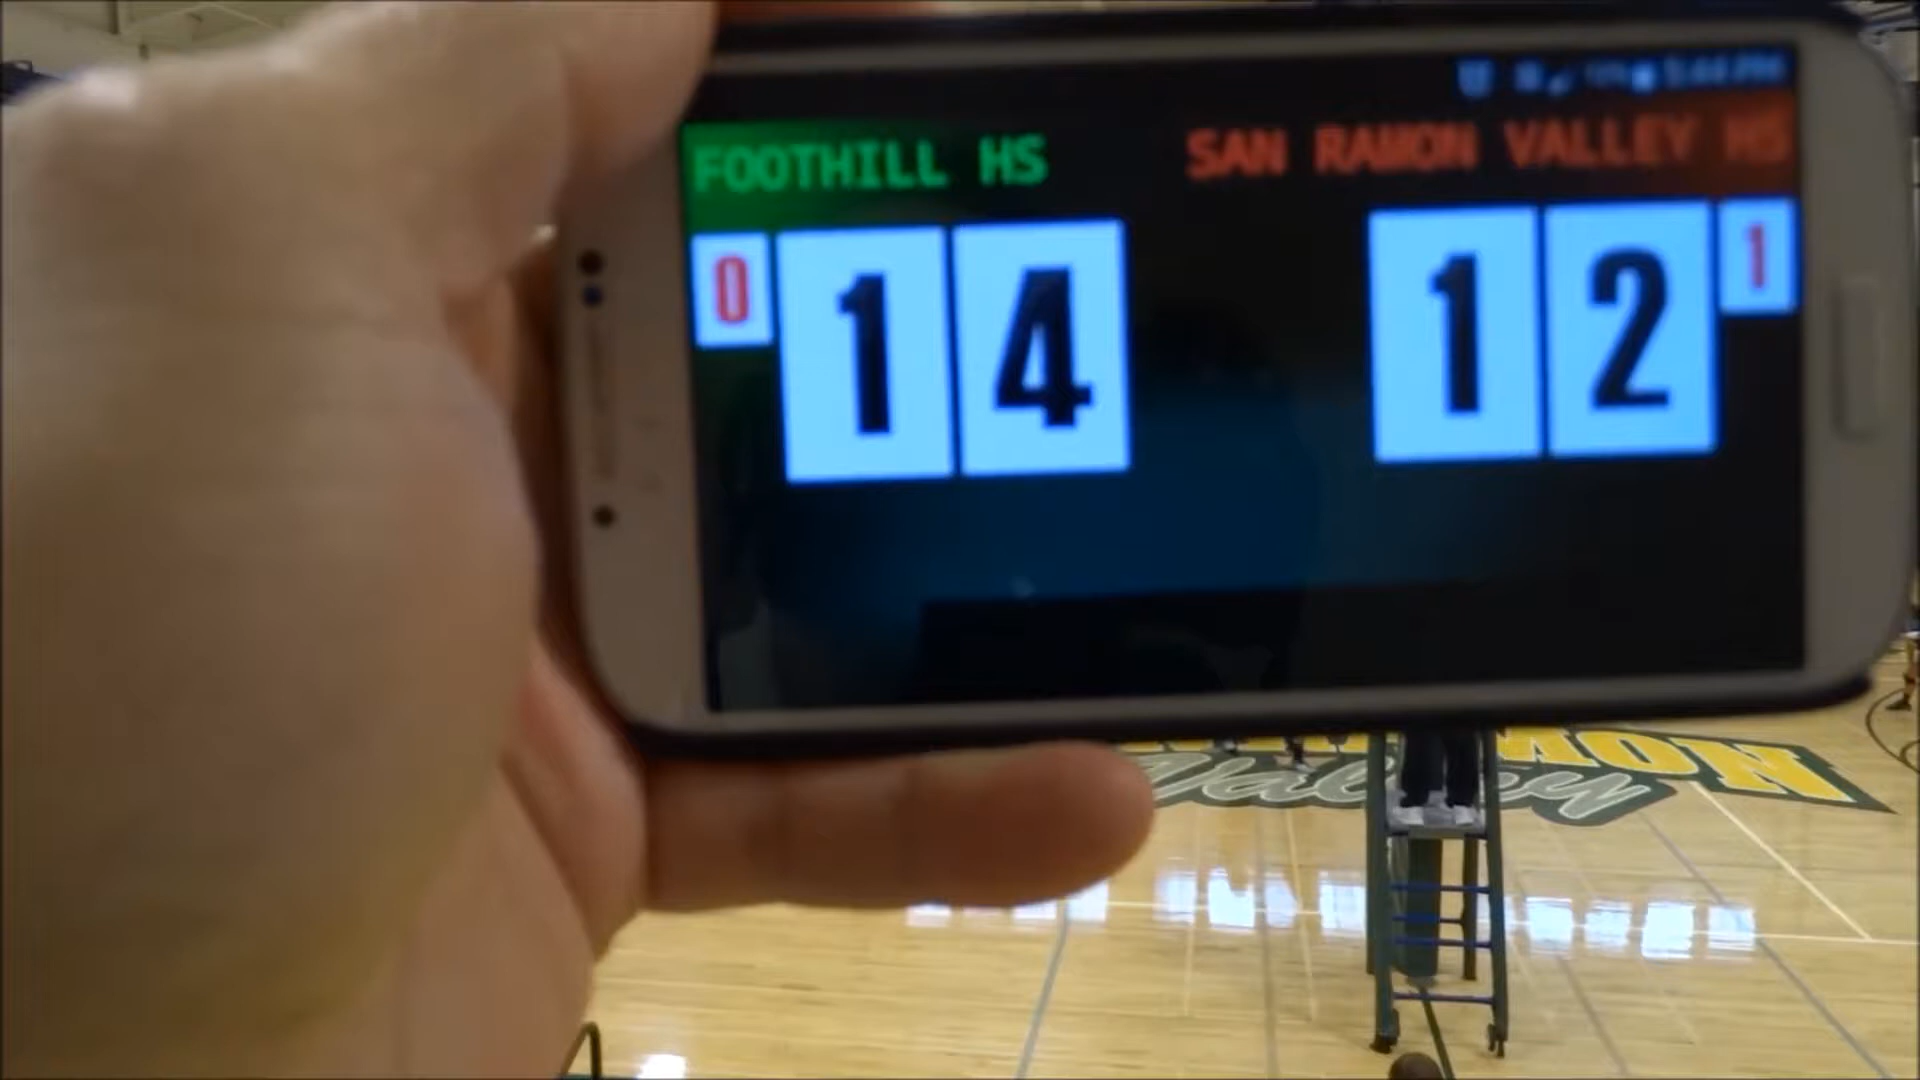 FOOTHILL HS
SAN RAMON VALLEY HS
0 14
12 1
Valley